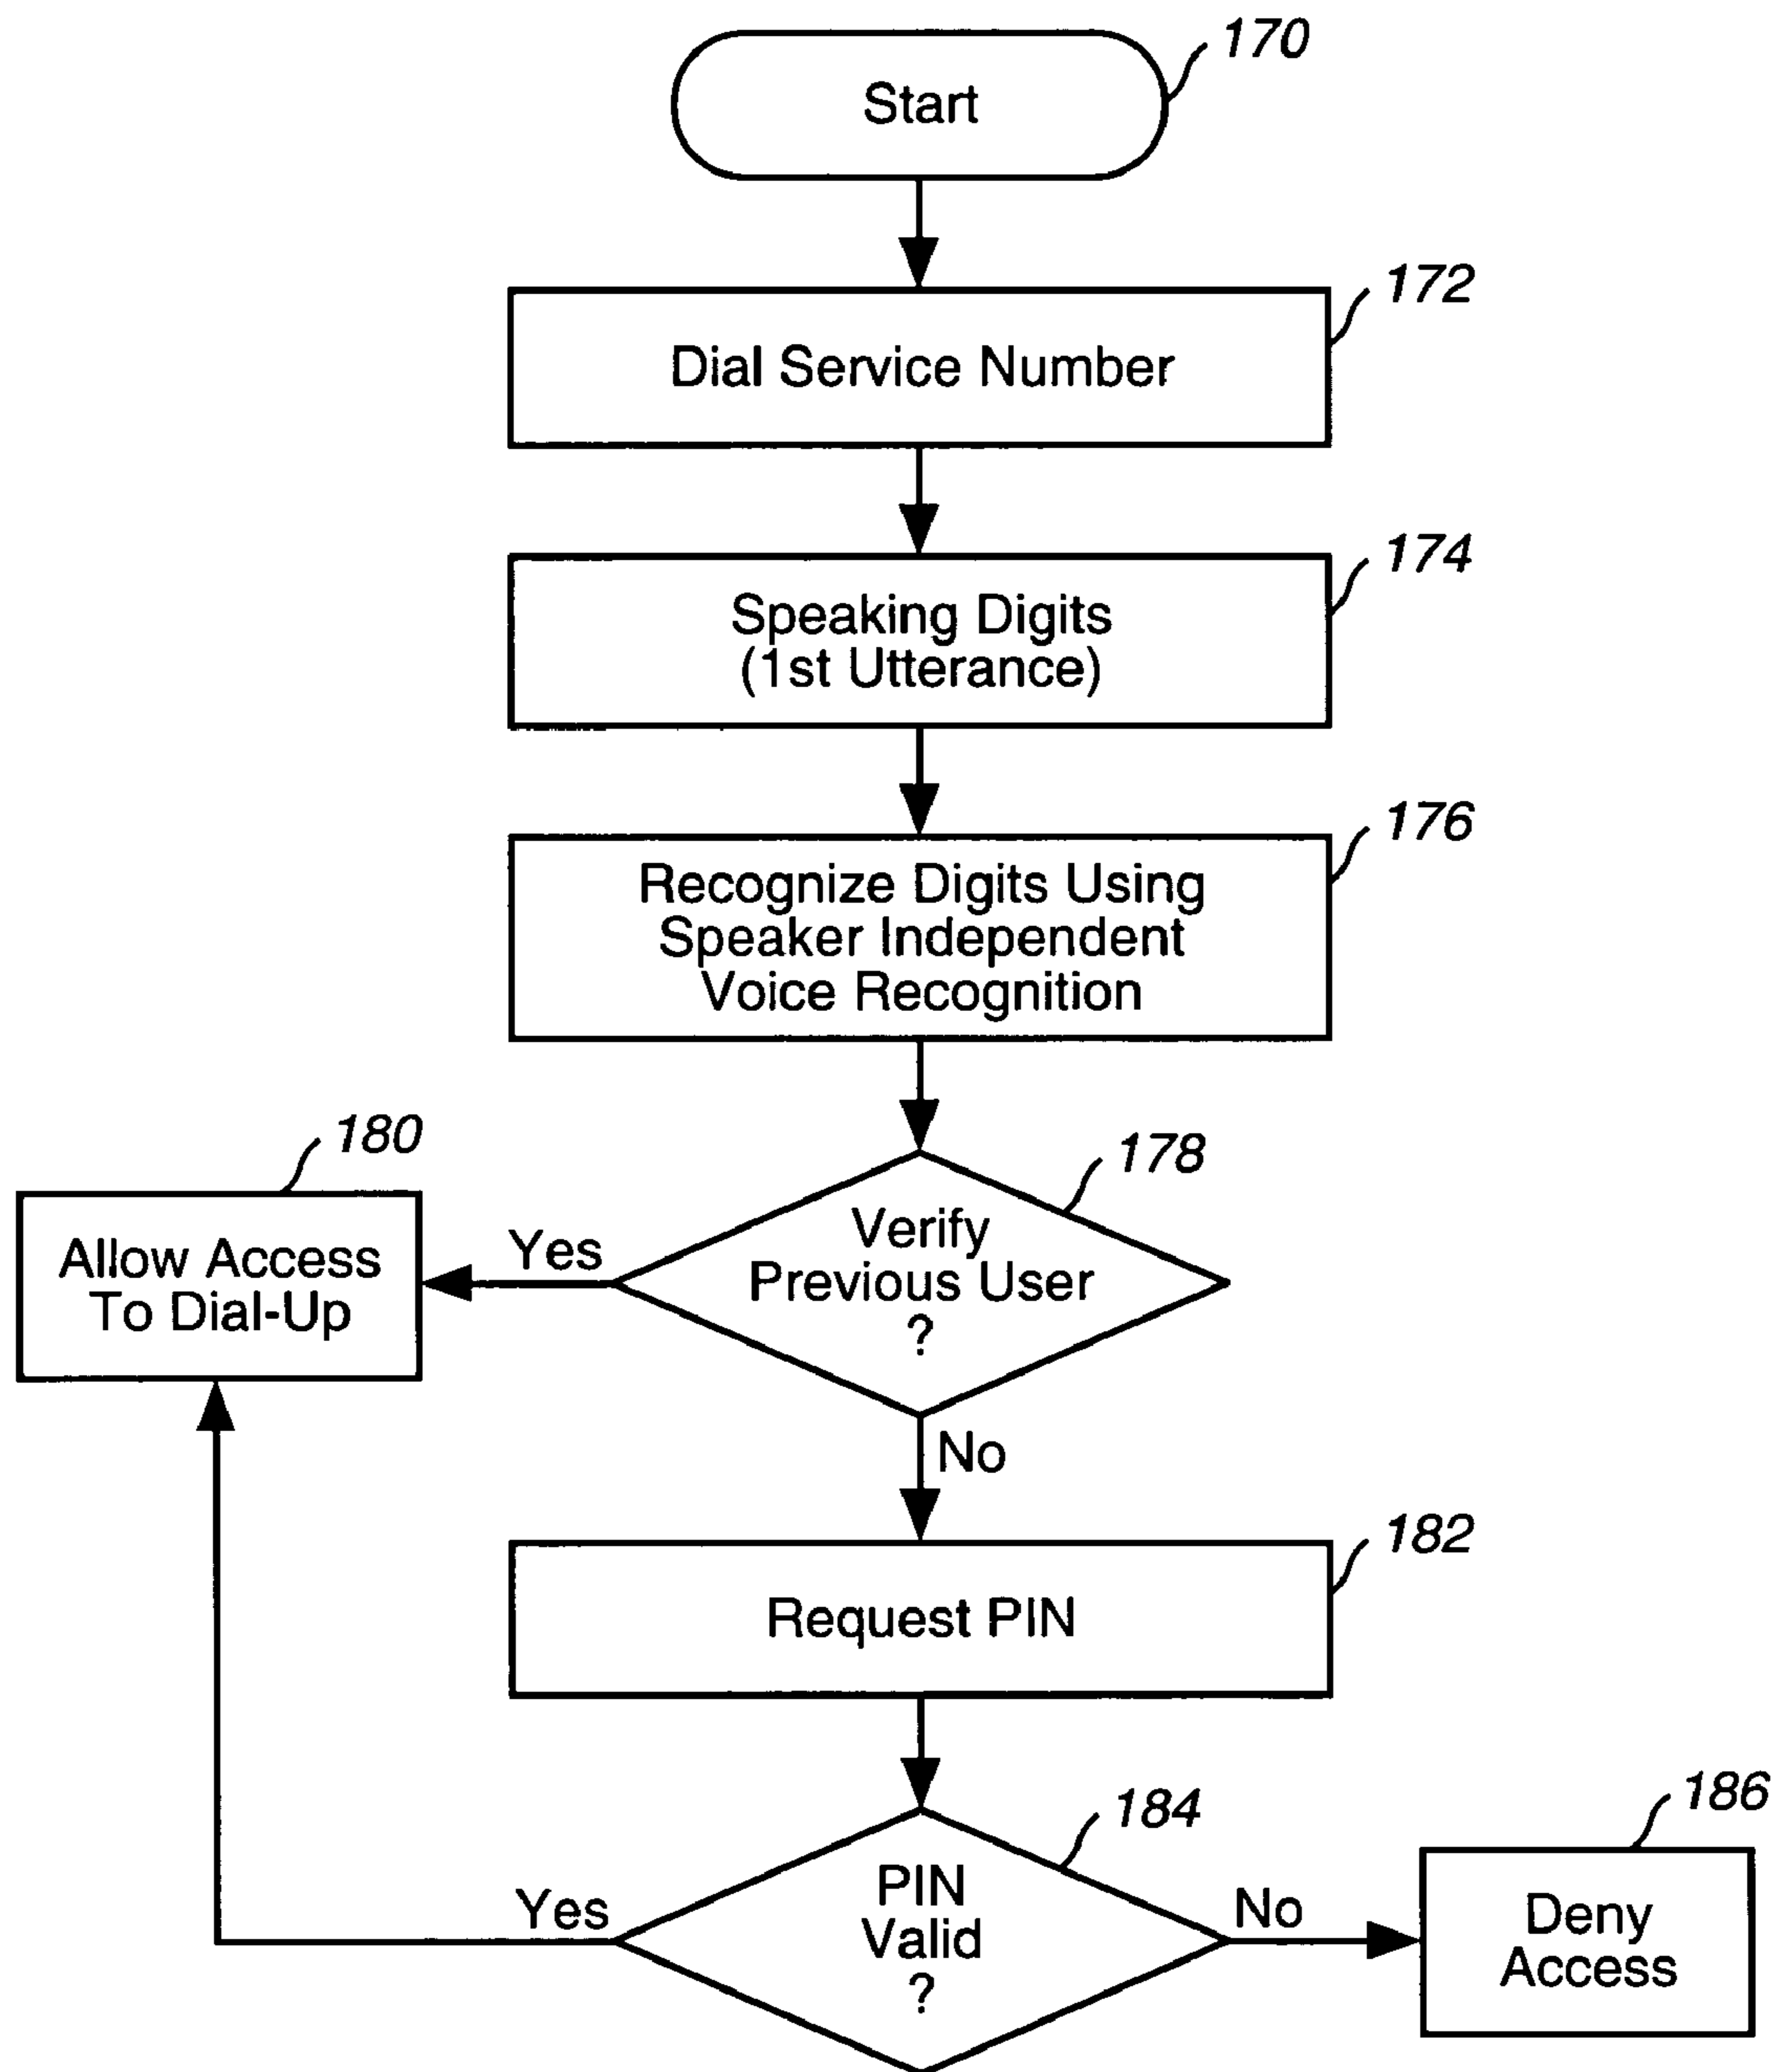 170
Start
172
Dial Service Number
174
Speaking Digits
(1st Utterance)
176
Recognize Digits Using
Speaker Independent
Voice Recognition
180
178
Allow Access
To Dial-Up
Yes
Verify
Previous User
?
No
182
Request PIN
184
186
Yes
PIN
Valid
?
No
Deny
Access